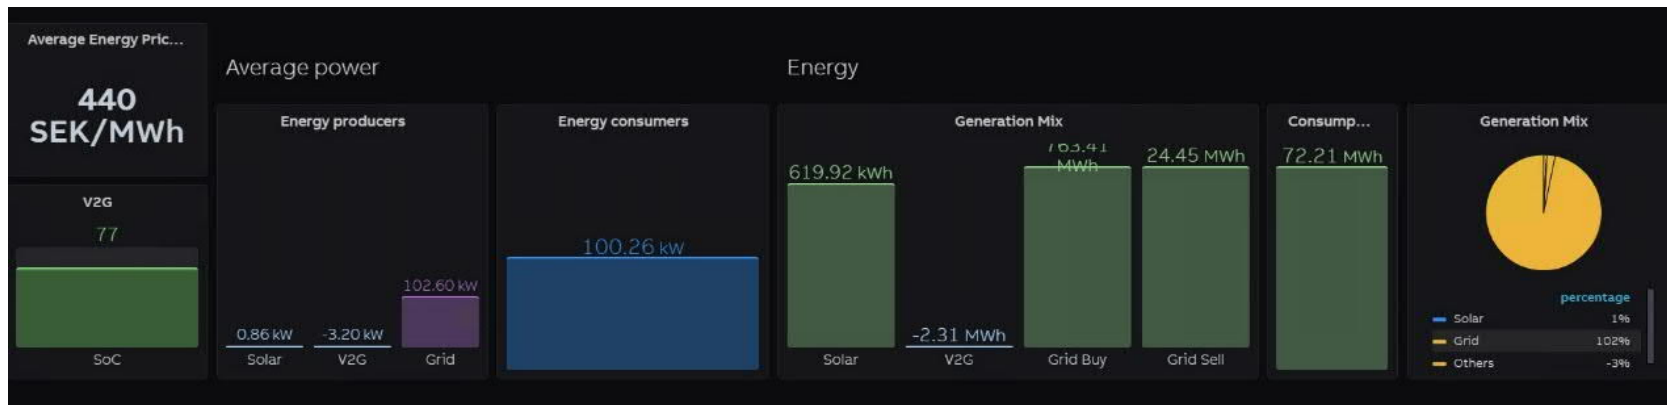 Average Energy Pric...
440
SEK/MWh
V2G
77
SoC
Average power
Energy producers
0.86 kW
-3.20 kW
102.60 kW
Solar
V2G
Grid
Energy consumers
100.26 kW
Energy
Generation Mix
619.92 kWh
-2.31 MWh
763.41
MWh
24.45 MWh
Solar
V2G
Grid Buy
Grid Sell
Consump...
72.21 MWh
Generation Mix
percentage
Solar 1%
Grid 102%
Others -3%